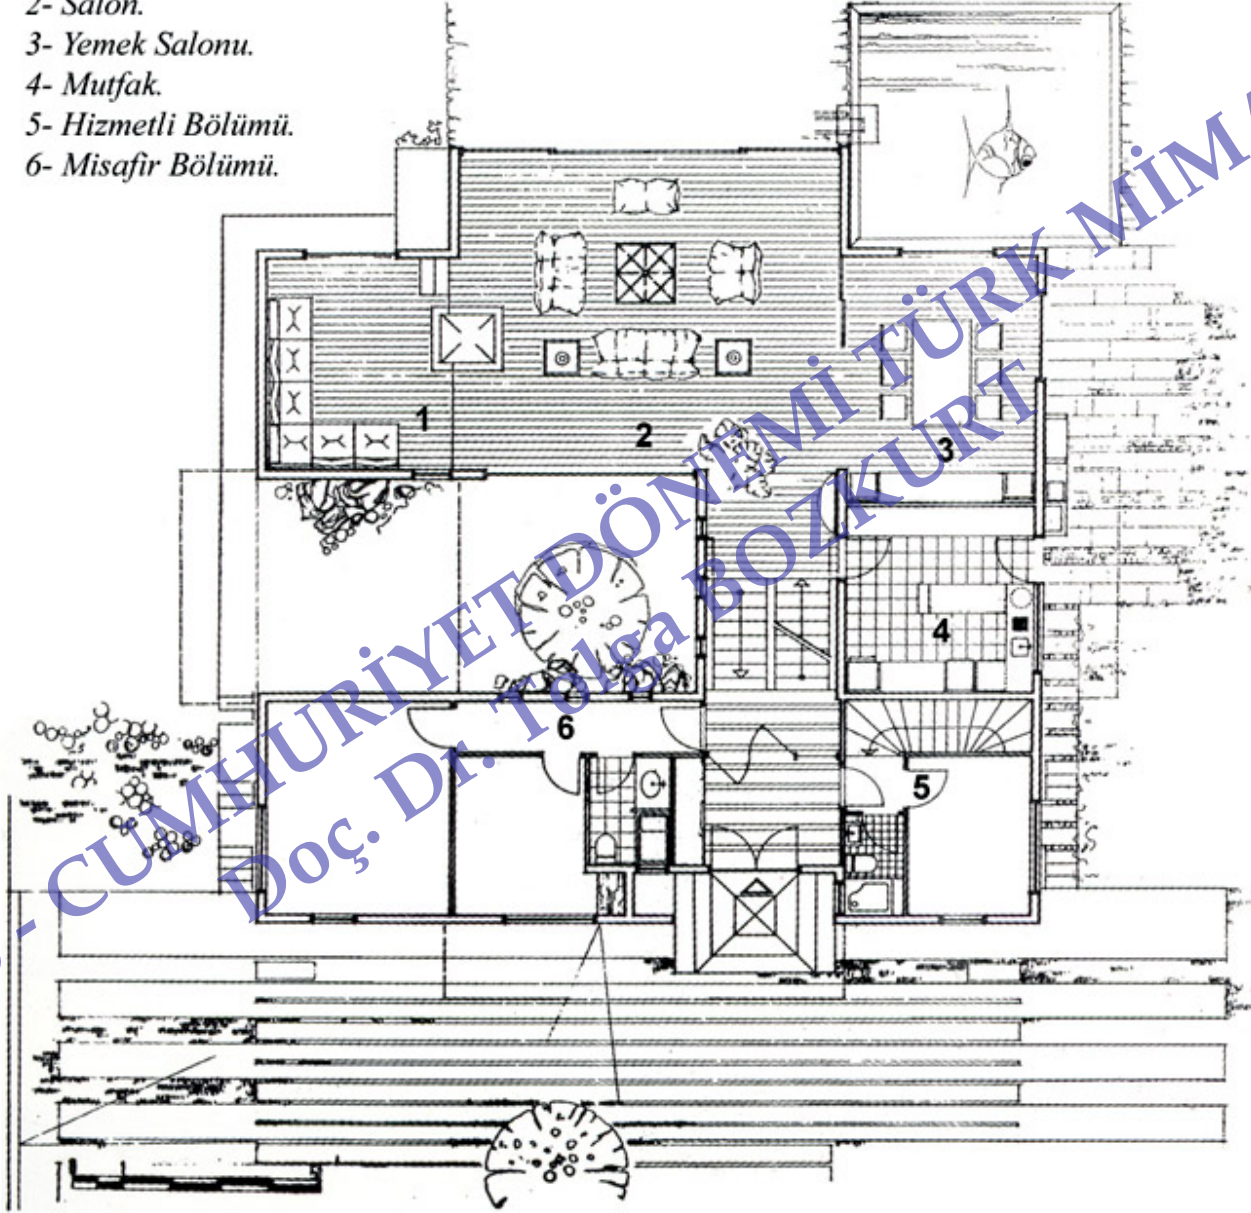 2- Salon.
3- Yemek Salonu.
4- Mutfak.
5- Hizmetli Bölümü.
6- Misafir Bölümü.
1
2
3
4
6
5
- CUMHURİYET DÖNEMİ TÜRK
Doç. Dr. Tolga BOZKURT